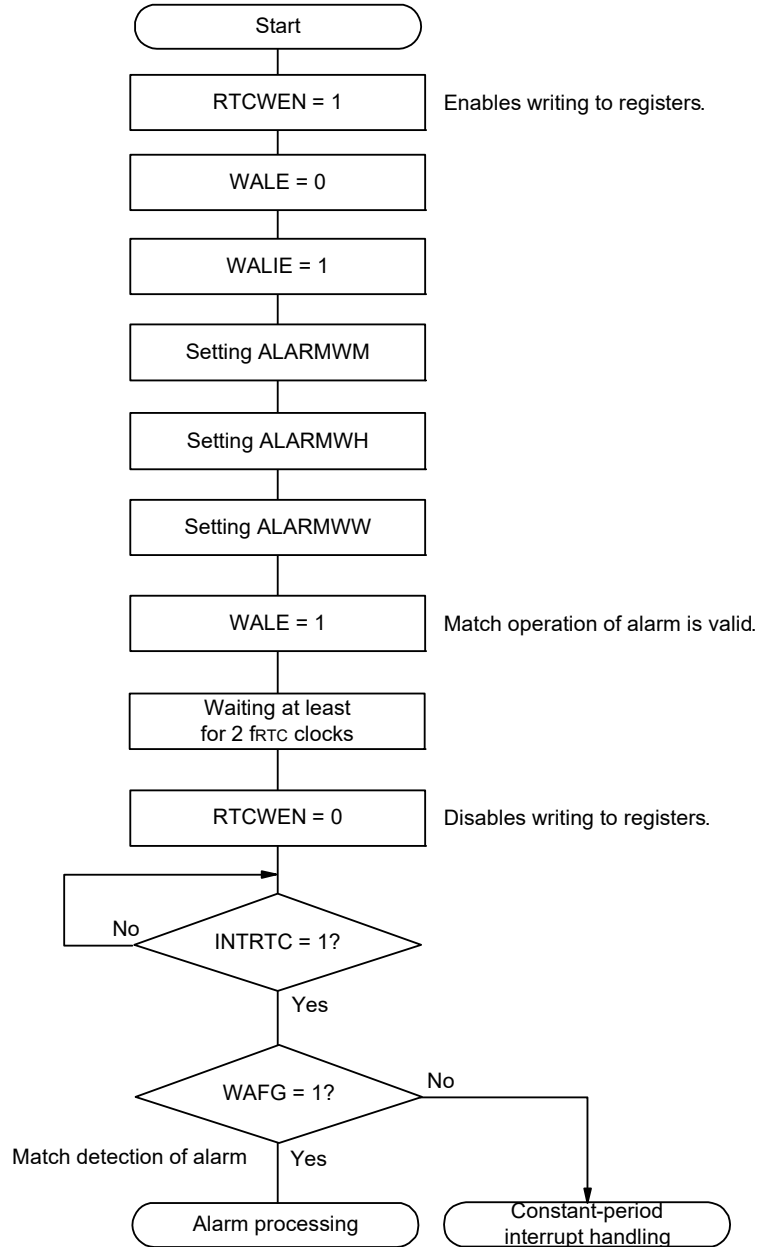 Start
RTCWEN = 1
Enables writing to registers.
WALE = 0
WALIE = 1
Setting ALARMWM
Setting ALARMWH
Setting ALARMWW
WALE = 1
Match operation of alarm is valid.
Waiting at least
for 2 fRTC clocks
RTCWEN = 0
Disables writing to registers.
No
INTRTC = 1?
Yes
WAFG = 1?
No
Match detection of alarm
Yes
Alarm processing
Constant-period
interrupt handling